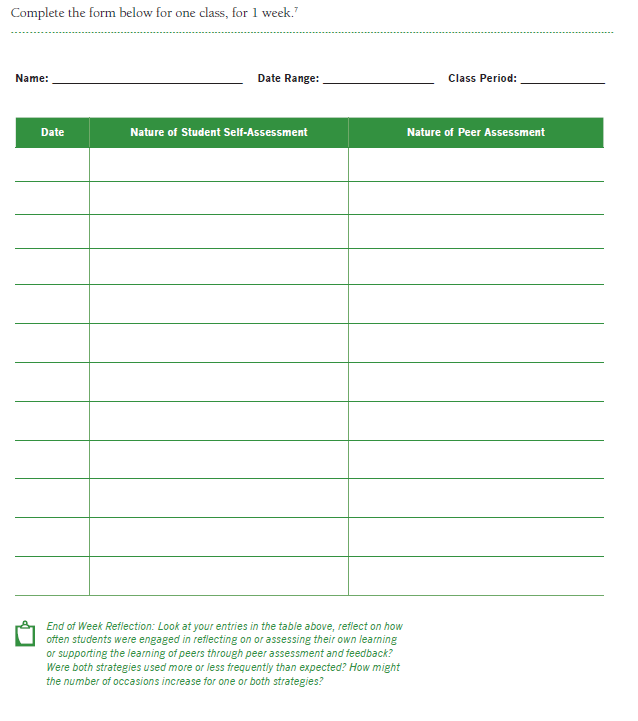 Complete the form below for one class, for 1 week.⁷
Name: Date Range: Class Period:
Date Nature of Student Self-Assessment Nature of Peer Assessment
End of Week Reflection: Look at your entries in the table above, reflect on how
often students were engaged in reflecting on or assessing their own learning
or supporting the learning of peers through peer assessment and feedback?
Were both strategies used more or less frequently than expected? How might
the number of occasions increase for one or both strategies?